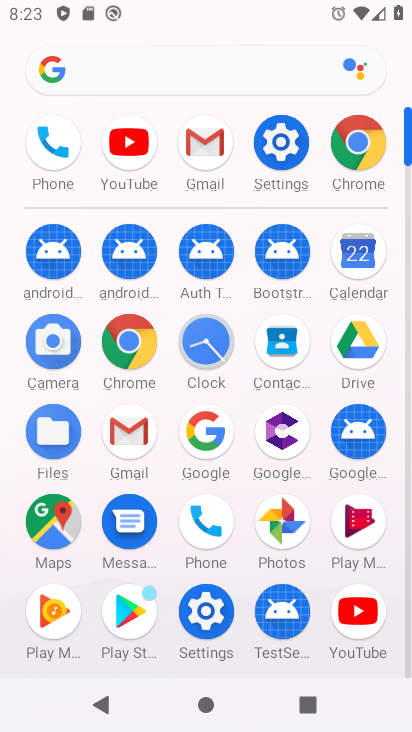 8:23
Phone YouTube Gmail Settings Chrome
android... android... Auth T... Bootstr... Calendar
22
Camera Chrome Clock Contac... Drive
Files Gmail Google Google... Google...
Maps Messa... Phone Photos Play M...
Play M... Play St... Settings TestSe... YouTube